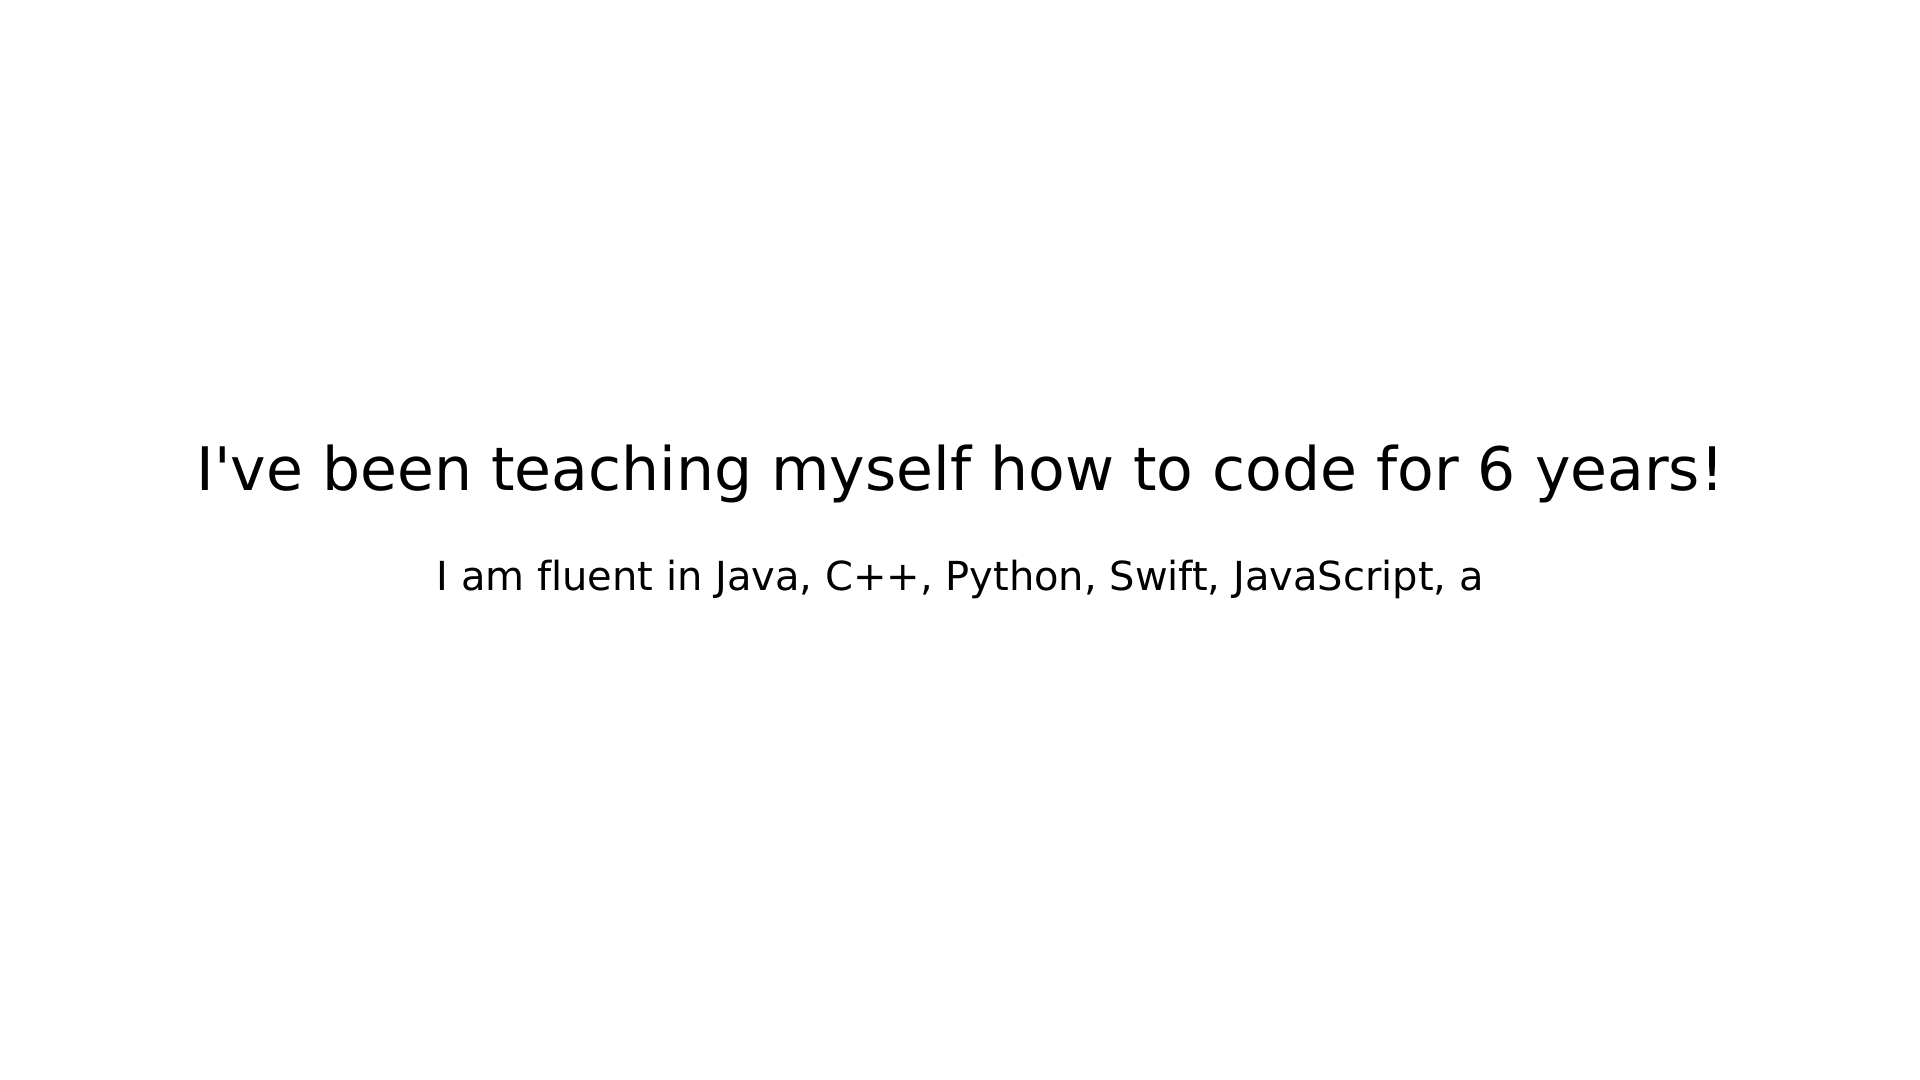 I've been teaching myself how to code for 6 years!
I am fluent in Java, C++, Python, Swift, JavaScript, a